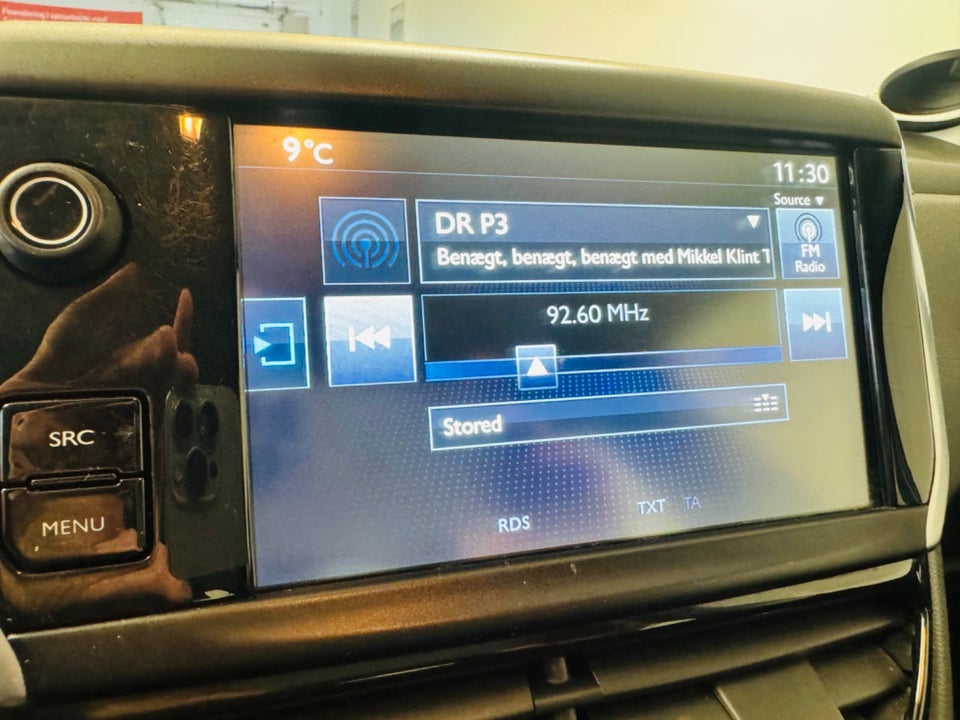 9°C
11:30
Source
DR P3
Benægt, benægt, benægt med Mikkel Klint
FM
Radio
92.60 MHz
Stored
SRC
MENU
RDS
TXT TA